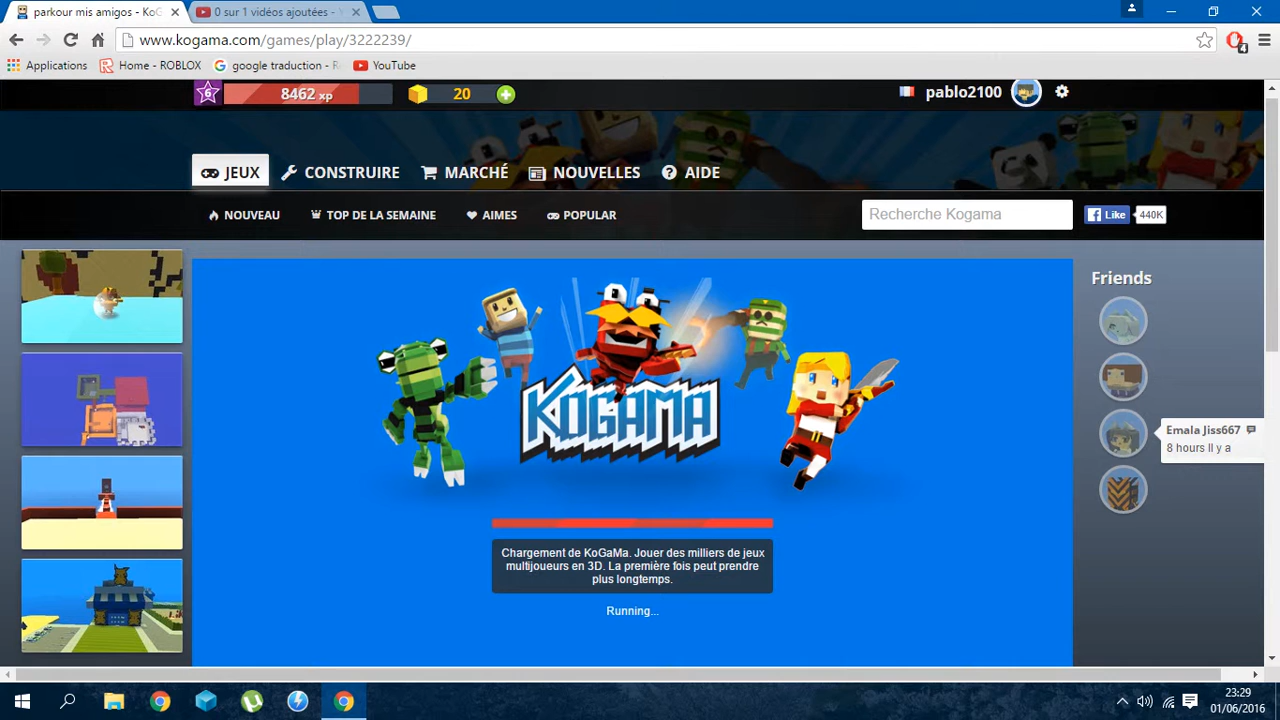 parkour mis amigos - KoG
0 sur 1 vidéos ajoutées - Y
www.kogama.com/games/play/3222239/
4
Applications
Home - ROBLOX
google traduction - R
YouTube
6
8462 xp
20
pablo2100
JEUX
CONSTRUIRE
MARCHÉ
NOUVELLES
AIDE
NOUVEAU
TOP DE LA SEMAINE
AIMES
POPULAR
Recherche Kogama
Like
440K
Friends
KOGAMA
Emala Jiss667
8 hours Il y a
Chargement de KoGaMa. Jouer des milliers de jeux
multijoueurs en 3D. La première fois peut prendre
plus longtemps.
Running...
23:29
01/06/2016